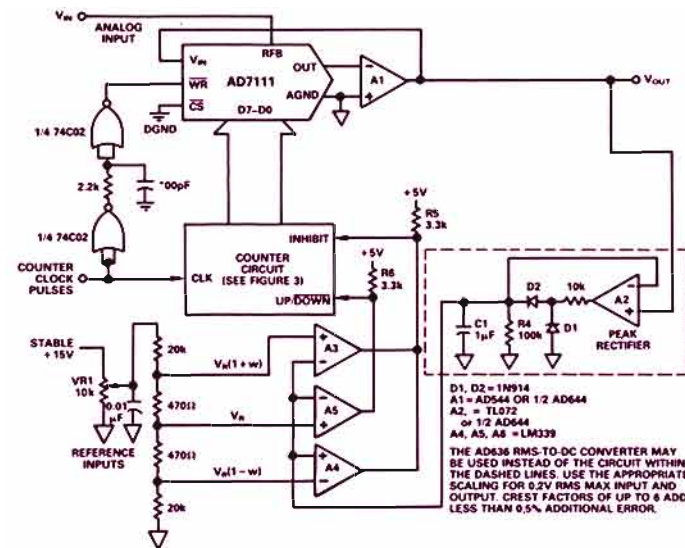 VIN
ANALOG
INPUT
RFB
VIN
OUT
AD7111
WR
AGND
CS
D7–D0
DGND
A1
VOUT
1/4 74C02
2.2k
100pF
1/4 74C02
COUNTER
CLOCK
PULSES
CLK
COUNTER
CIRCUIT
(SEE FIGURE 3)
INHIBIT
UP/DOWN
+5V
R5
3.3k
+5V
R6
3.3k
STABLE
+15V
VR1
10k
0.01
µF
REFERENCE
INPUTS
20k
470Ω
470Ω
20k
VR(1+w)
VR
VR(1–w)
A3
A5
A4
C1
1µF
R4
100k
D2
D1
10k
A2
PEAK
RECTIFIER
D1, D2 = 1N914
A1 = AD544 OR 1/2 AD644
A2, = TL072
or 1/2 AD644
A4, A5, A6 = LM339
THE AD636 RMS-TO-DC CONVERTER MAY
BE USED INSTEAD OF THE CIRCUIT WITHIN
THE DASHED LINES. USE THE APPROPRIATE
SCALING FOR 0.2V RMS MAX INPUT AND
OUTPUT. CREST FACTORS OF UP TO 6 ADD
LESS THAN 0.5% ADDITIONAL ERROR.